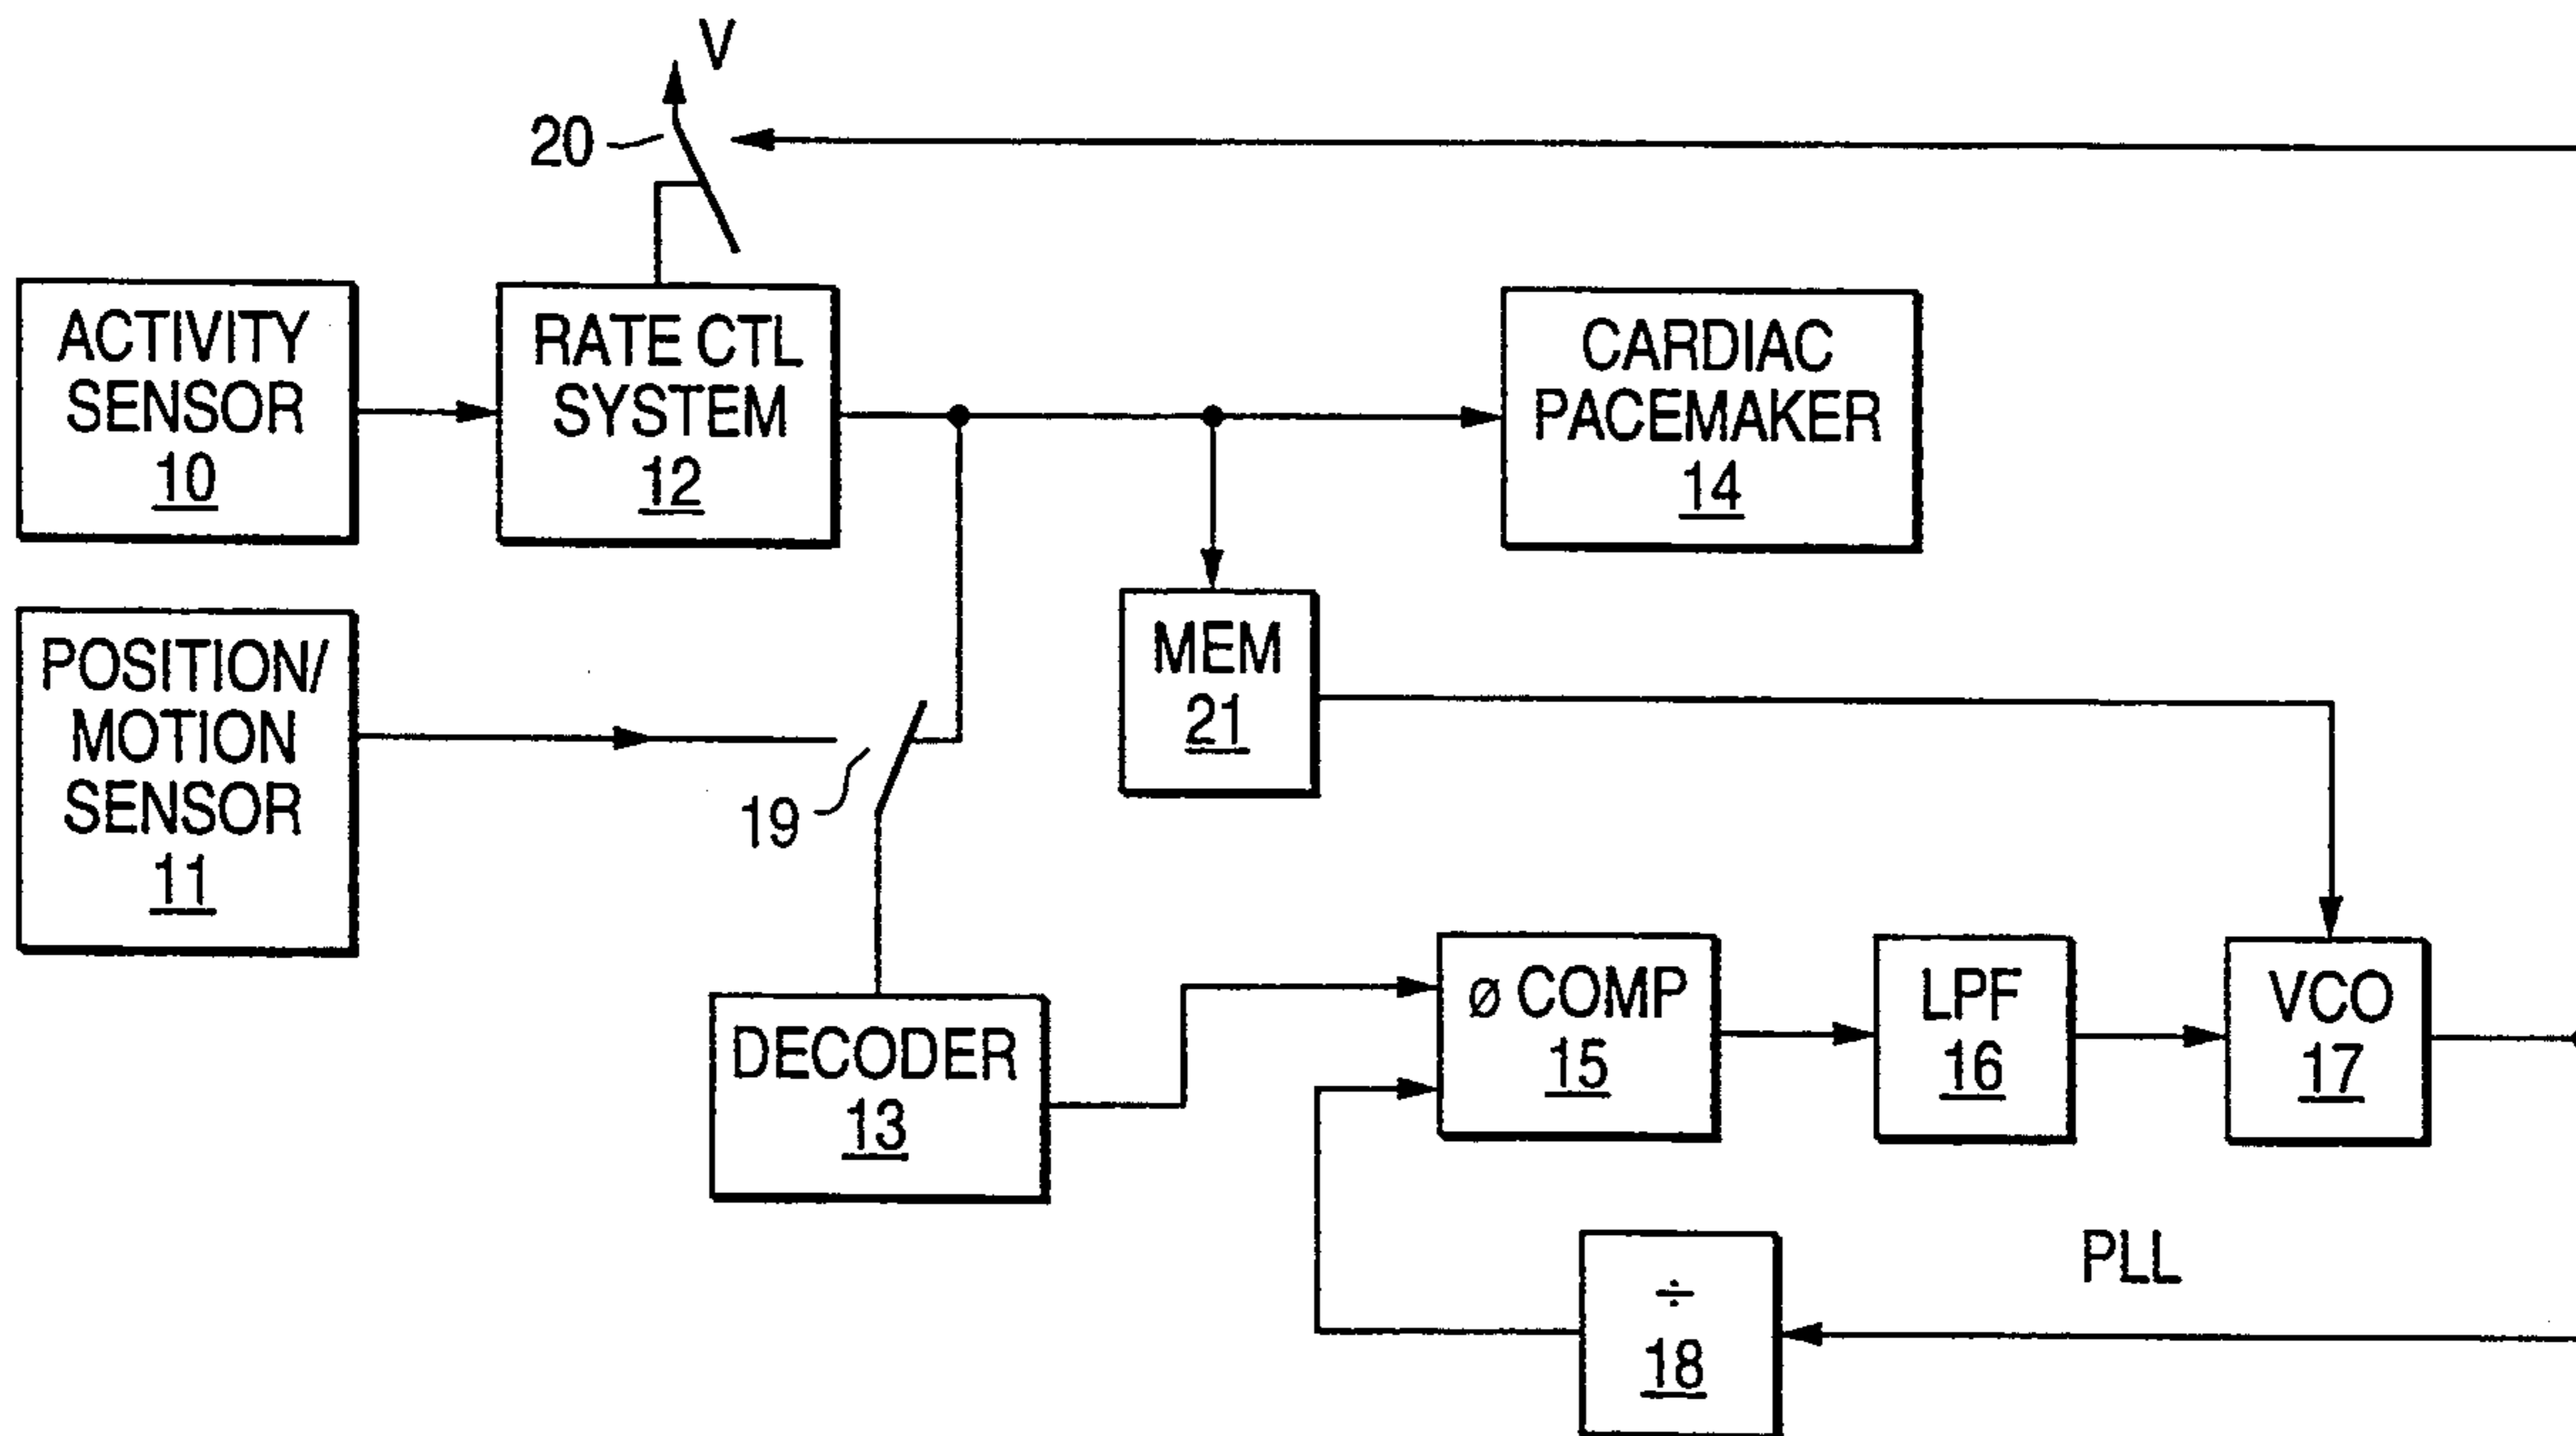 V
20
ACTIVITY
SENSOR
10
RATE CTL
SYSTEM
12
CARDIAC
PACEMAKER
14
POSITION/
MOTION
SENSOR
11
MEM
21
19
DECODER
13
ø COMP
15
LPF
16
VCO
17
PLL
÷
18